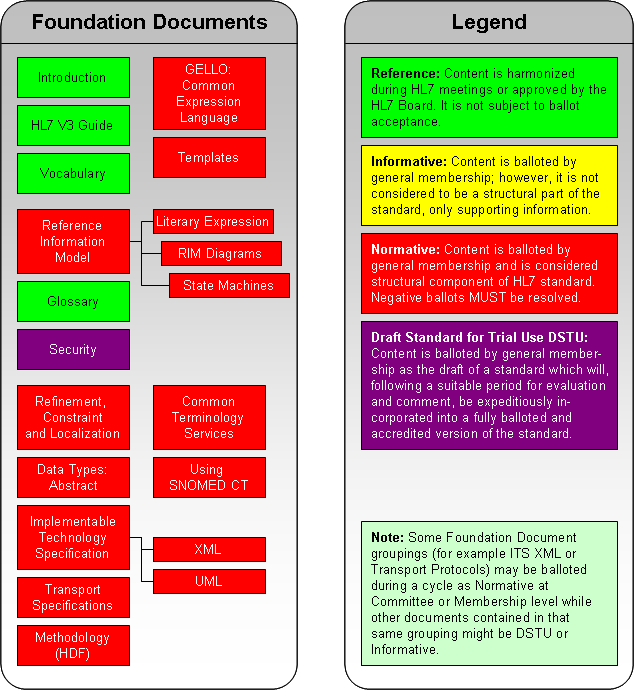 Foundation Documents
Introduction
HL7 V3 Guide
Vocabulary
Reference
Information
Model
Glossary
Security
Refinement,
Constraint
and Localization
Data Types:
Abstract
Implementable
Technology
Specification
Transport
Specifications
Methodology
(HDF)
GELLO:
Common
Expression
Language
Templates
Literary Expression
RIM Diagrams
State Machines
Common
Terminology
Services
Using
SNOMED CT
XML
UML
Legend
Reference: Content is harmonized
during HL7 meetings or approved by the
HL7 Board. It is not subject to ballot
acceptance.
Informative: Content is balloted by
general membership; however, it is not
considered to be a structural part of the
standard, only supporting information.
Normative: Content is balloted by
general membership and is considered
structural component of HL7 standard.
Negative ballots MUST be resolved.
Draft Standard for Trial Use DSTU:
Content is balloted by general member-
ship as the draft of a standard which will,
following a suitable period for evaluation
and comment, be expeditiously in-
corporated into a fully balloted and
accredited version of the standard.
Note: Some Foundation Document
groupings (for example ITS XML or
Transport Protocols) may be balloted
during a cycle as Normative at
Committee or Membership level while
other documents contained in that
same grouping might be DSTU or
Informative.